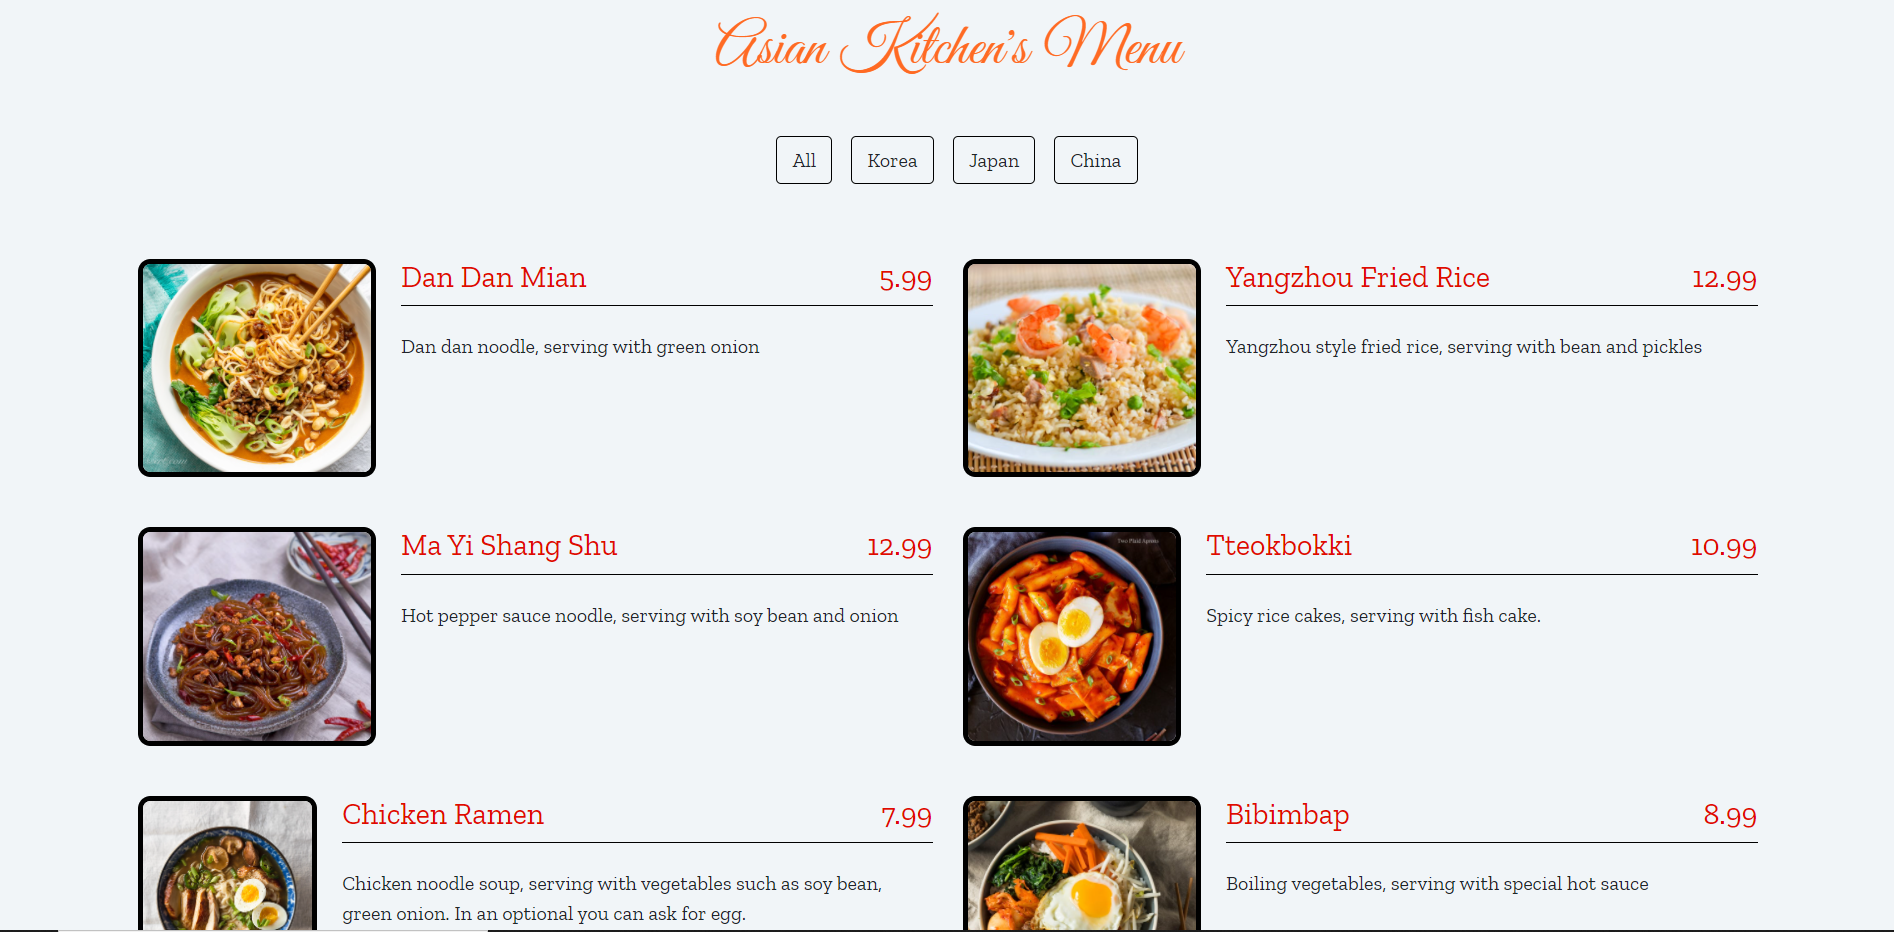 Asian Kitchen's Menu
All
Korea
Japan
China
Dan Dan Mian 5.99
Dan dan noodle, serving with green onion
Yangzhou Fried Rice 12.99
Yangzhou style fried rice, serving with bean and pickles
Ma Yi Shang Shu 12.99
Hot pepper sauce noodle, serving with soy bean and onion
Two Plaid Aprons
Tteokbokki 10.99
Spicy rice cakes, serving with fish cake.
Chicken Ramen 7.99
Chicken noodle soup, serving with vegetables such as soy bean,
green onion. In an optional you can ask for egg.
Bibimbap 8.99
Boiling vegetables, serving with special hot sauce